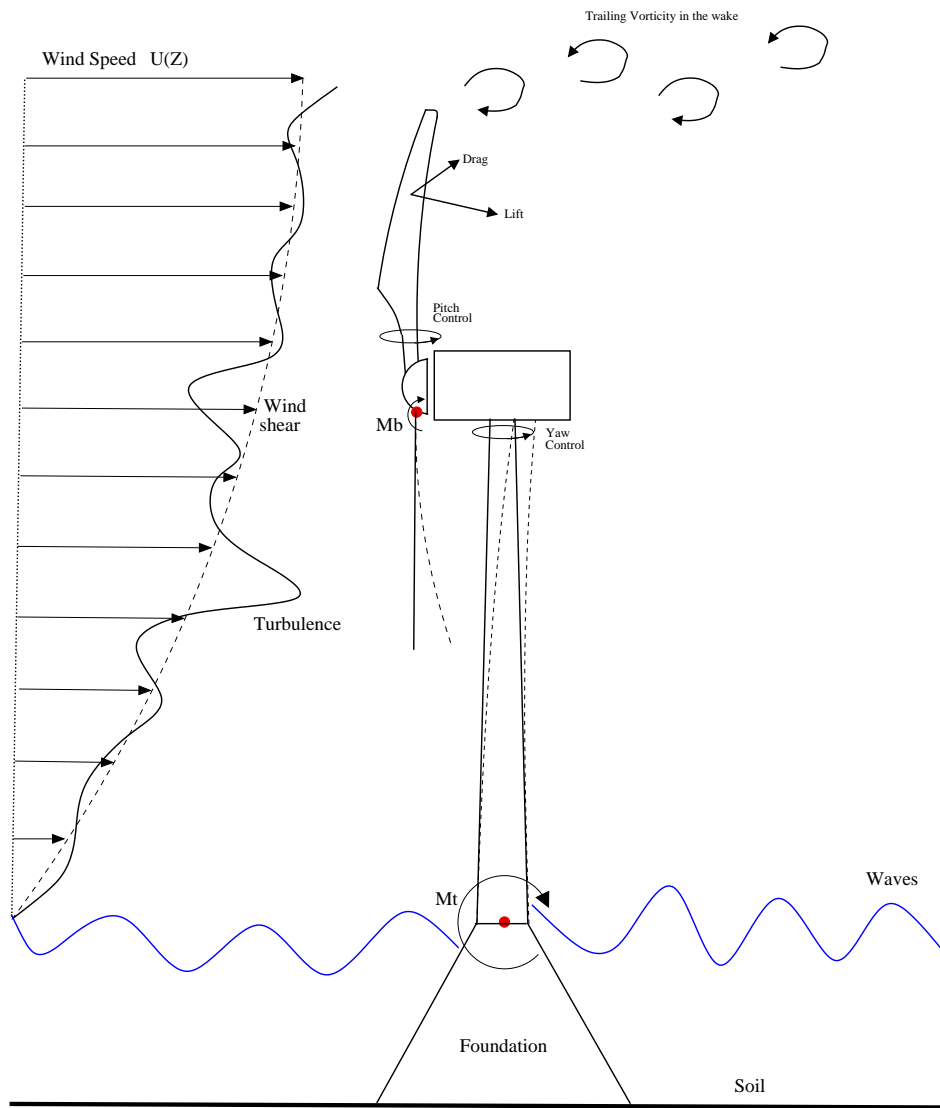 Trailing Vorticity in the wake
Wind Speed U(Z)
Drag
Lift
Pitch
Control
Wind
shear
Mb
Yaw
Control
Turbulence
Waves
Mt
Foundation
Soil